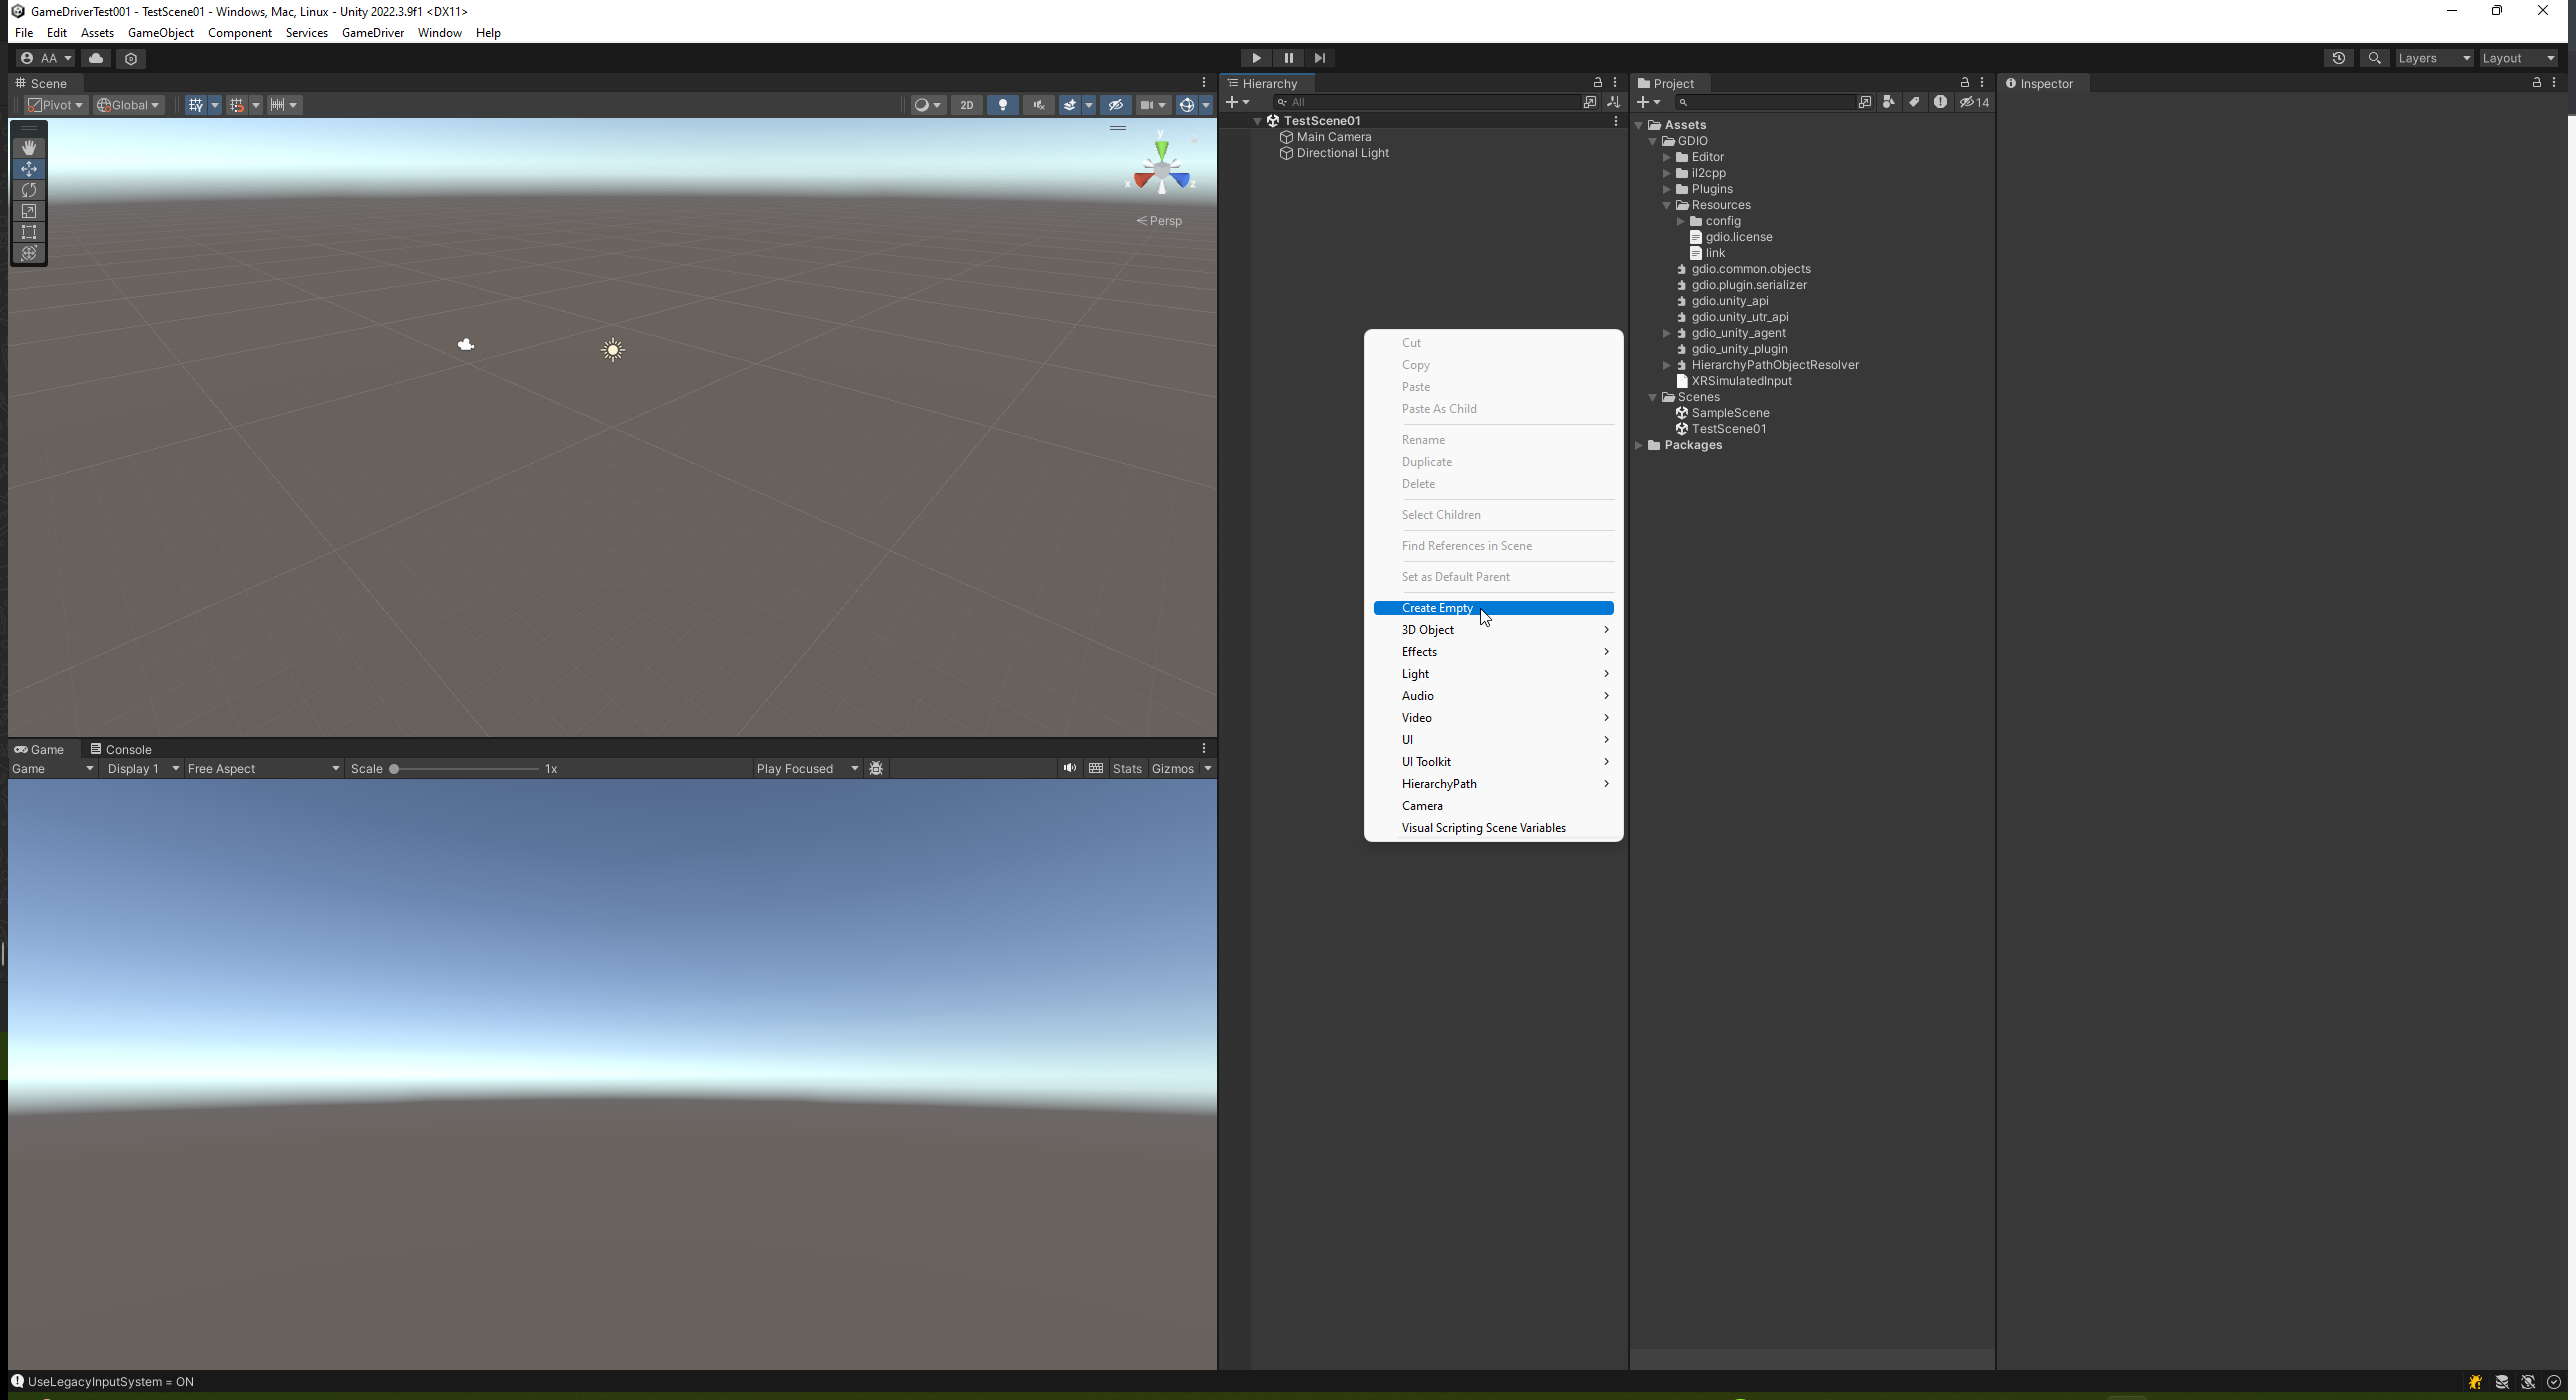 GameDriverTest001 - TestScene01 - Windows, Mac, Linux - Unity 2022.3.9f1 <DX11>
File Edit Assets GameObject Component Services GameDriver Window Help
AA
Layers
Layout
Scene
Pivot
Global
2D
y
x
z
Persp
Game
Console
Game
Display 1
Free Aspect
Scale
1x
Play Focused
Stats
Gizmos
Hierarchy
All
TestScene01
Main Camera
Directional Light
Cut
Copy
Paste
Paste As Child
Rename
Duplicate
Delete
Select Children
Find References in Scene
Set as Default Parent
Create Empty
3D Object
Effects
Light
Audio
Video
UI
UI Toolkit
HierarchyPath
Camera
Visual Scripting Scene Variables
Project
14
Assets
GDIO
Editor
il2cpp
Plugins
Resources
config
gdio.license
link
gdio.common.objects
gdio.plugin.serializer
gdio.unity_api
gdio.unity_utr_api
gdio_unity_agent
gdio_unity_plugin
HierarchyPathObjectResolver
XRSimulatedInput
Scenes
SampleScene
TestScene01
Packages
Inspector
UseLegacyInputSystem = ON